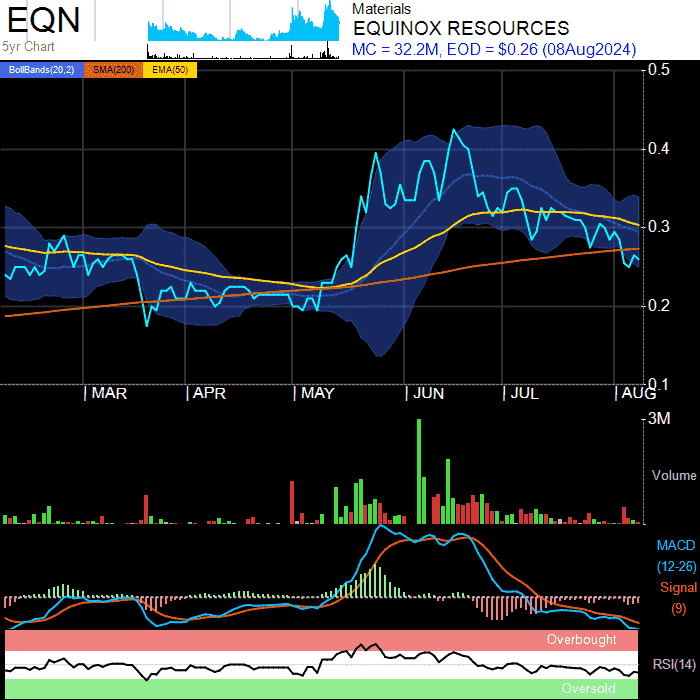 EQN
5yr Chart
Materials
EQUINOX RESOURCES
MC = 32.2M, EOD = $0.26 (08Aug2024)
BollBands(20,2) SMA(200) EMA(50)
0.5
0.4
0.3
0.2
0.1
MAR APR MAY JUN JUL AUG
3M
Volume
MACD
(12-26)
Signal
(9)
Overbought
RSI(14)
Oversold